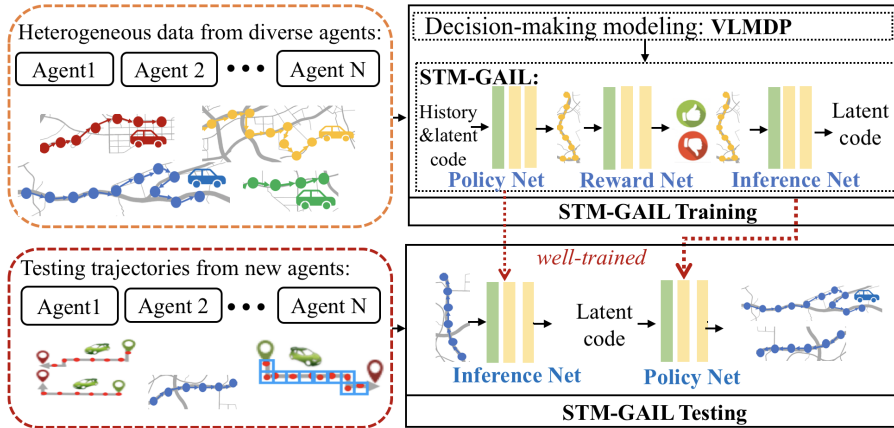 Heterogeneous data from diverse agents:
Agent1
Agent 2
Agent N
Decision-making modeling: VLMDP
STM-GAIL:
History
&latent
code
Policy Net
Reward Net
Inference Net
Latent
code
STM-GAIL Training
Testing trajectories from new agents:
Agent1
Agent 2
Agent N
well-trained
Inference Net
Latent
code
Policy Net
STM-GAIL Testing